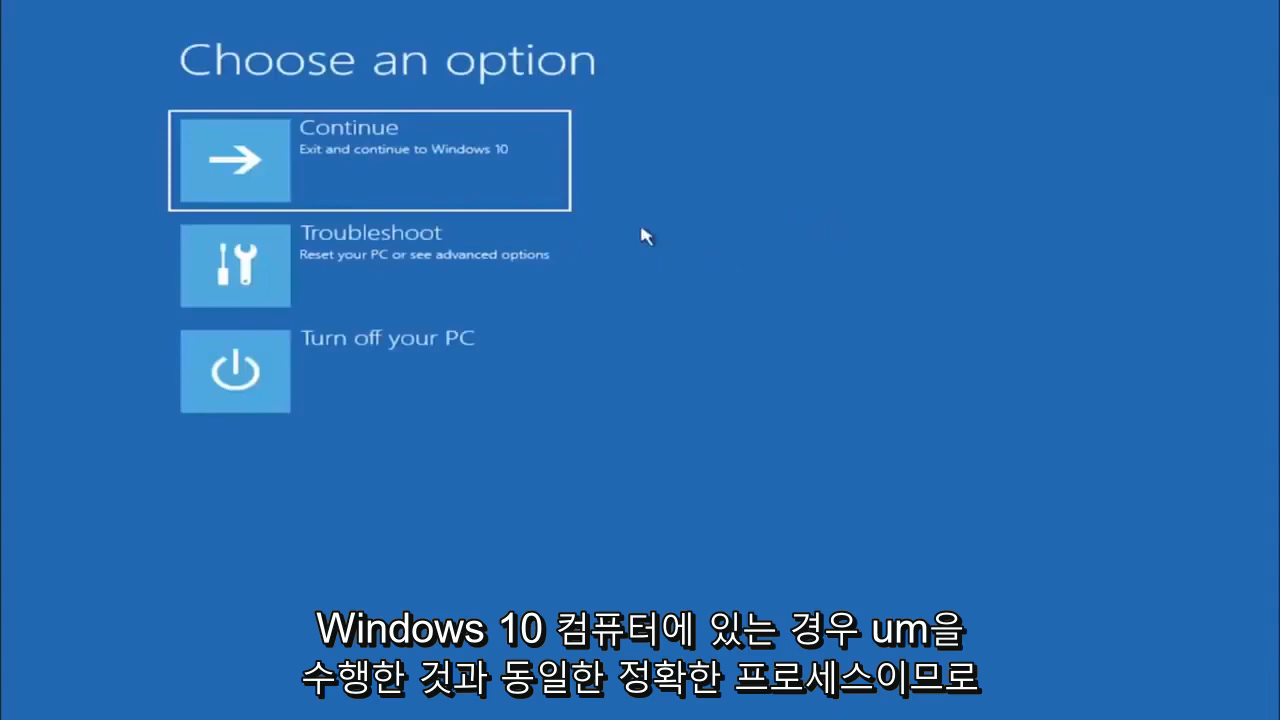 Choose an option
Continue
Exit and continue to Windows 10
Troubleshoot
Reset your PC or see advanced options
Turn off your PC
Windows 10 컴퓨터에 있는 경우 um을
수행한 것과 동일한 정확한 프로세스이므로